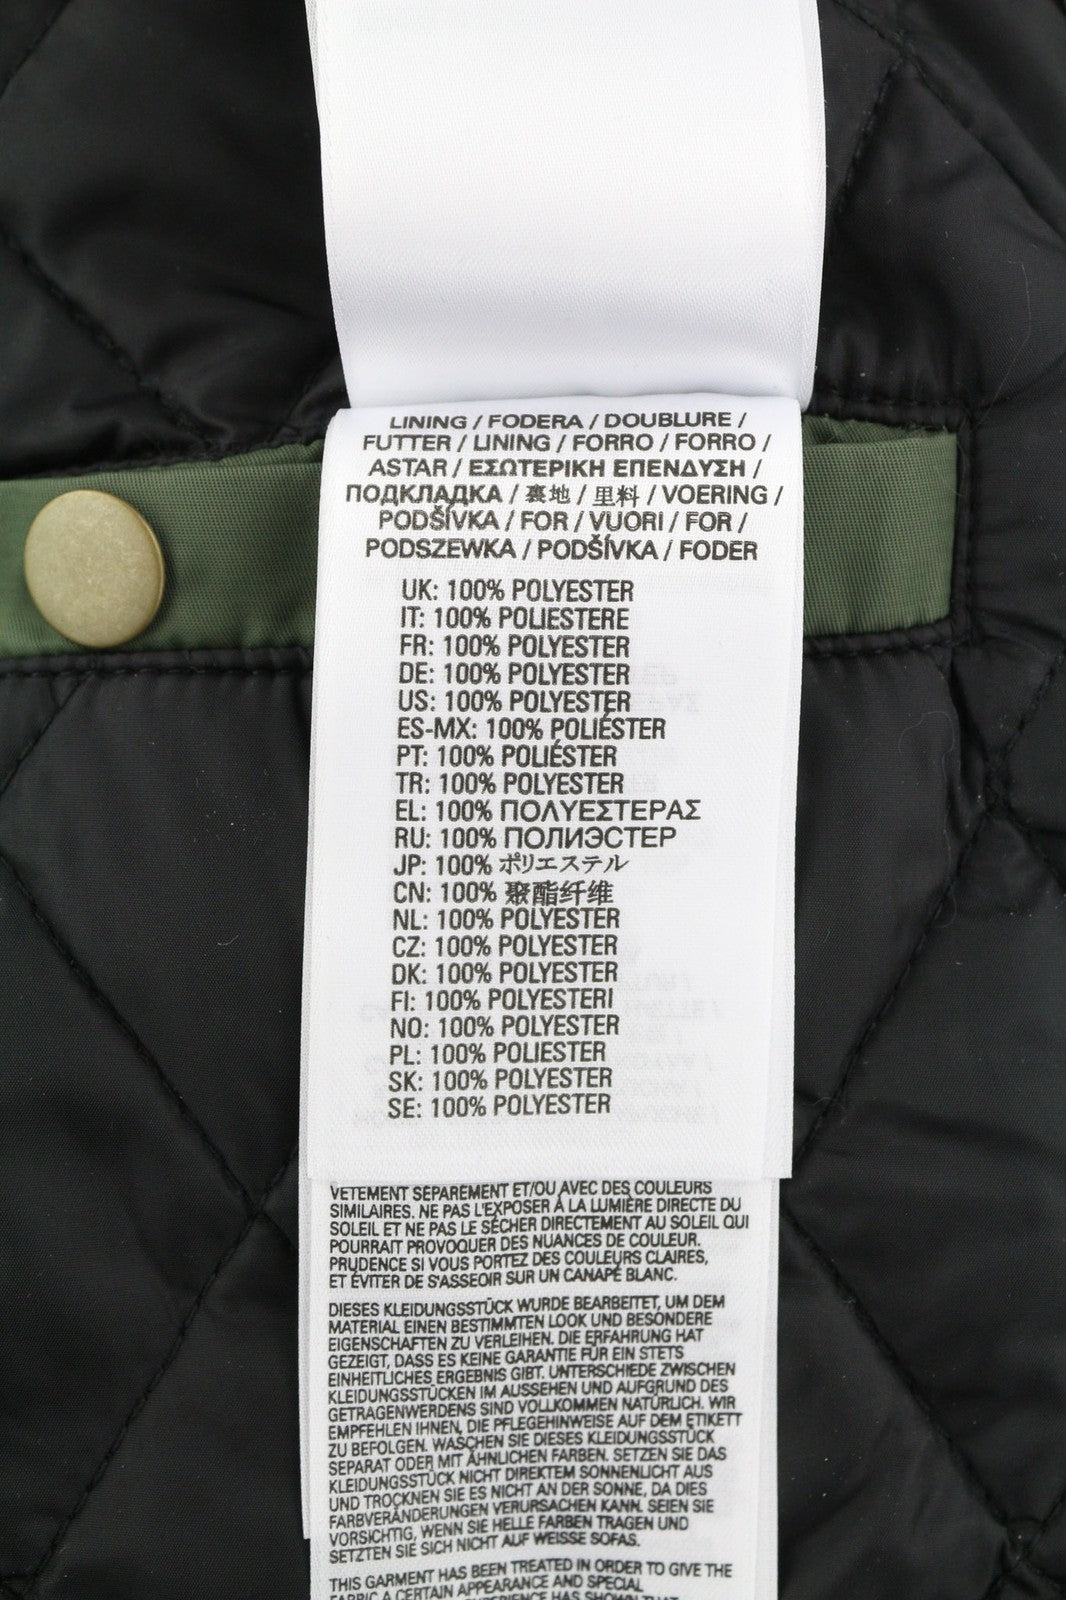 LINING / FODERA / DOUBLURE /
FUTTER / LINING / FORRO / FORRO /
ASTAR / ΕΣΩΤΕΡΙΚΗ ΕΠΕΝΔΥΣΗ /
ПОДКЛАДКА / 裏地 / 里料 / VOERING /
PODŠÍVKA / FOR / VUORI / FOR /
PODSZEWKA / PODŠÍVKA / FODER
UK: 100% POLYESTER
IT: 100% POLIESTERE
FR: 100% POLYESTER
DE: 100% POLYESTER
US: 100% POLYESTER
ES-MX: 100% POLIÉSTER
PT: 100% POLIÉSTER
TR: 100% POLYESTER
EL: 100% ΠΟΛΥΕΣΤΕΡΑΣ
RU: 100% ПОЛИЭСТЕР
JP: 100% ポリエステル
CN: 100% 聚酯纤维
NL: 100% POLYESTER
CZ: 100% POLYESTER
DK: 100% POLYESTER
FI: 100% POLYESTERI
NO: 100% POLYESTER
PL: 100% POLIESTER
SK: 100% POLYESTER
SE: 100% POLYESTER
VETEMENT SEPAREMENT ET/OU AVEC DES COULEURS
SIMILAIRES. NE PAS L'EXPOSER À LA LUMIÈRE DIRECTE DU
SOLEIL ET NE PAS LE SÉCHER DIRECTEMENT AU SOLEIL QUI
POURRAIT PROVOQUER DES NUANCES DE COULEUR.
PRUDENCE SI VOUS PORTEZ DES COULEURS CLAIRES,
ET ÉVITER DE S'ASSEOIR SUR UN CANAPÉ BLANC.
DIESES KLEIDUNGSSTÜCK WURDE BEARBEITET, UM DEM
MATERIAL EINEN BESTIMMTEN LOOK UND BESONDERE
EIGENSCHAFTEN ZU VERLEIHEN. DIE ERFAHRUNG HAT
GEZEIGT, DASS ES KEINE GARANTIE FÜR EIN STETS
EINHEITLICHES ERGEBNIS GIBT. UNTERSCHIEDE ZWISCHEN
KLEIDUNGSSTÜCKEN IM AUSSEHEN UND AUFGRUND DES
GETRAGENWERDENS SIND VOLLKOMMEN NATÜRLICH. WIR
EMPFEHLEN IHNEN, DIE PFLEGEHINWEISE AUF DEM ETIKETT
ZU BEFOLGEN. WASCHEN SIE DIESES KLEIDUNGSSTÜCK
SEPARAT ODER MIT ÄHNLICHEN FARBEN. SETZEN SIE DAS
KLEIDUNGSSTÜCK NICHT DIREKTEM SONNENLICHT AUS
UND TROCKNEN SIE ES NICHT AN DER SONNE, DA DIES
FARBVERÄNDERUNGEN VERURSACHEN KANN. SEIEN SIE
VORSICHTIG, WENN SIE HELLE FARBEN TRAGEN UND
SETZTEN SIE SICH NICHT AUF WEISSE SOFAS.
THIS GARMENT HAS BEEN TREATED IN ORDER TO GIVE THE
FABRIC A CERTAIN APPEARANCE AND SPECIAL